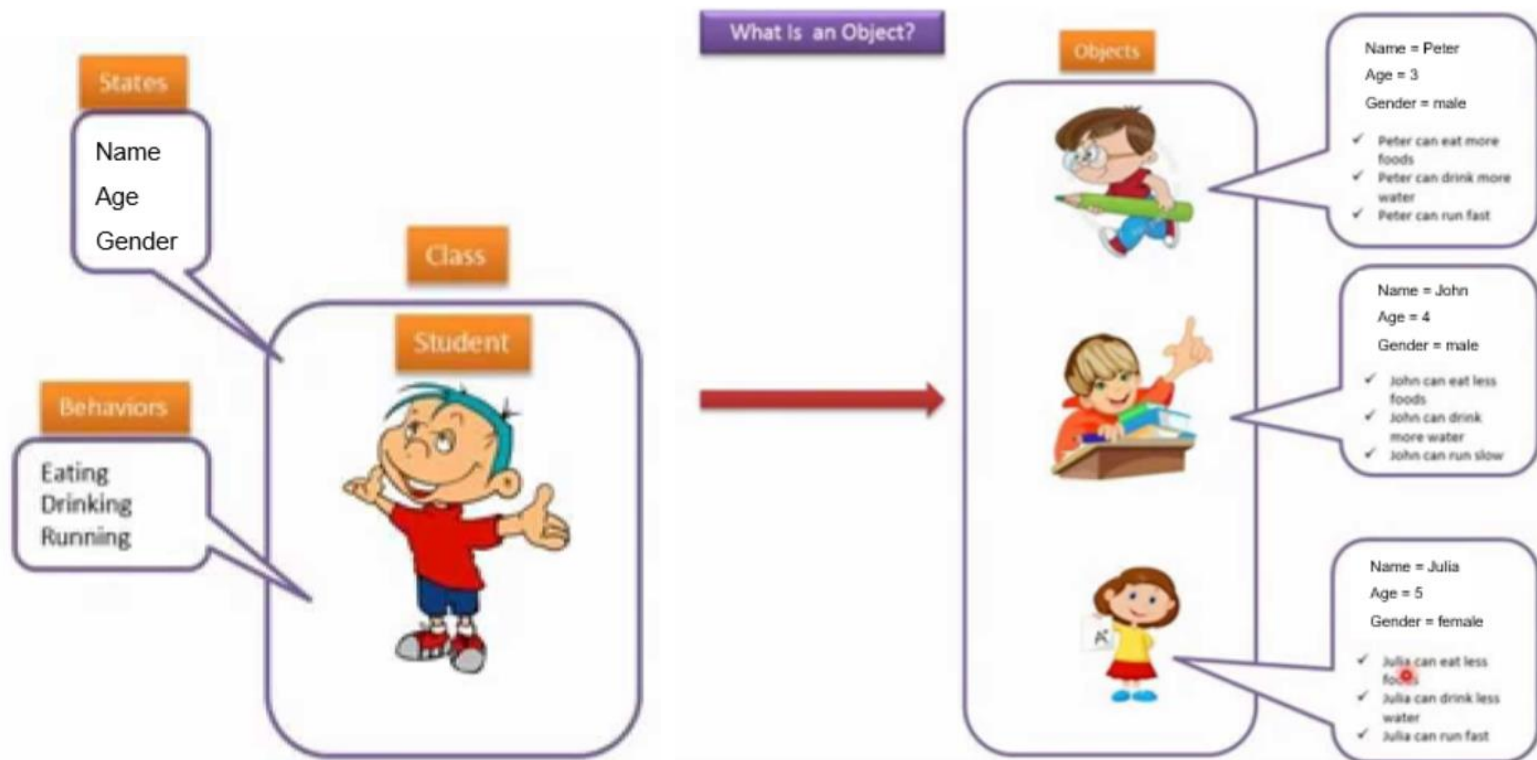 What Is an Object?
States
Name
Age
Gender
Class
Student
Behaviors
Eating
Drinking
Running
Objects
Name = Peter
Age = 3
Gender = male
✓ Peter can eat more
foods
✓ Peter can drink more
water
✓ Peter can run fast
Name = John
Age = 4
Gender = male
✓ John can eat less
foods
✓ John can drink
more water
✓ John can run slow
A+
Name = Julia
Age = 5
Gender = female
✓ Julia can eat less
foods
✓ Julia can drink less
water
✓ Julia can run fast